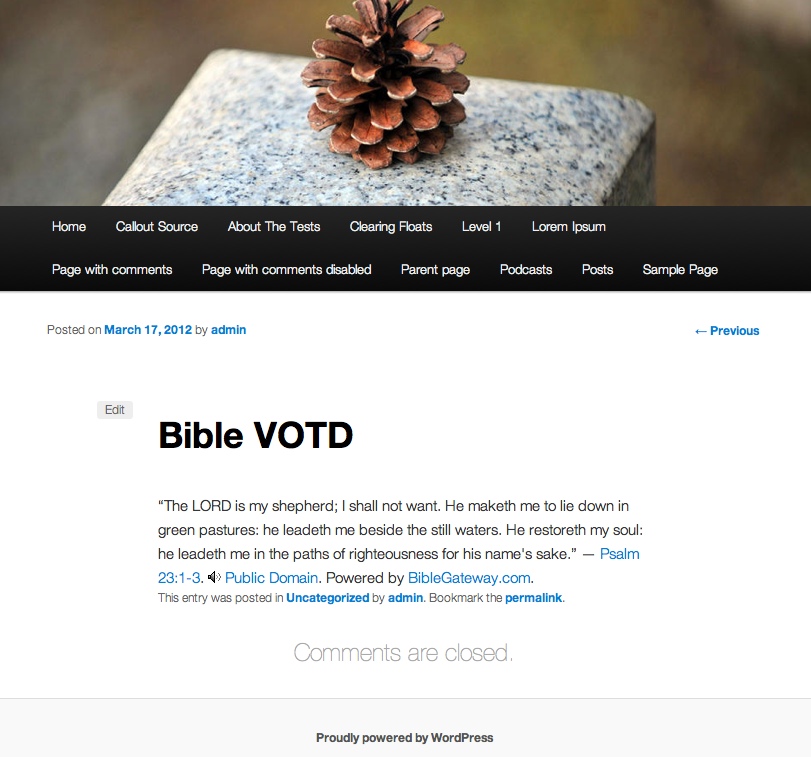 Home Callout Source About The Tests Clearing Floats Level 1 Lorem Ipsum
Page with comments Page with comments disabled Parent page Podcasts Posts Sample Page
Posted on March 17, 2012 by admin
← Previous
Edit
Bible VOTD
“The LORD is my shepherd; I shall not want. He maketh me to lie down in
green pastures: he leadeth me beside the still waters. He restoreth my soul:
he leadeth me in the paths of righteousness for his name's sake.” — Psalm
23:1-3. Public Domain. Powered by BibleGateway.com.
This entry was posted in Uncategorized by admin. Bookmark the permalink.
Comments are closed.
Proudly powered by WordPress